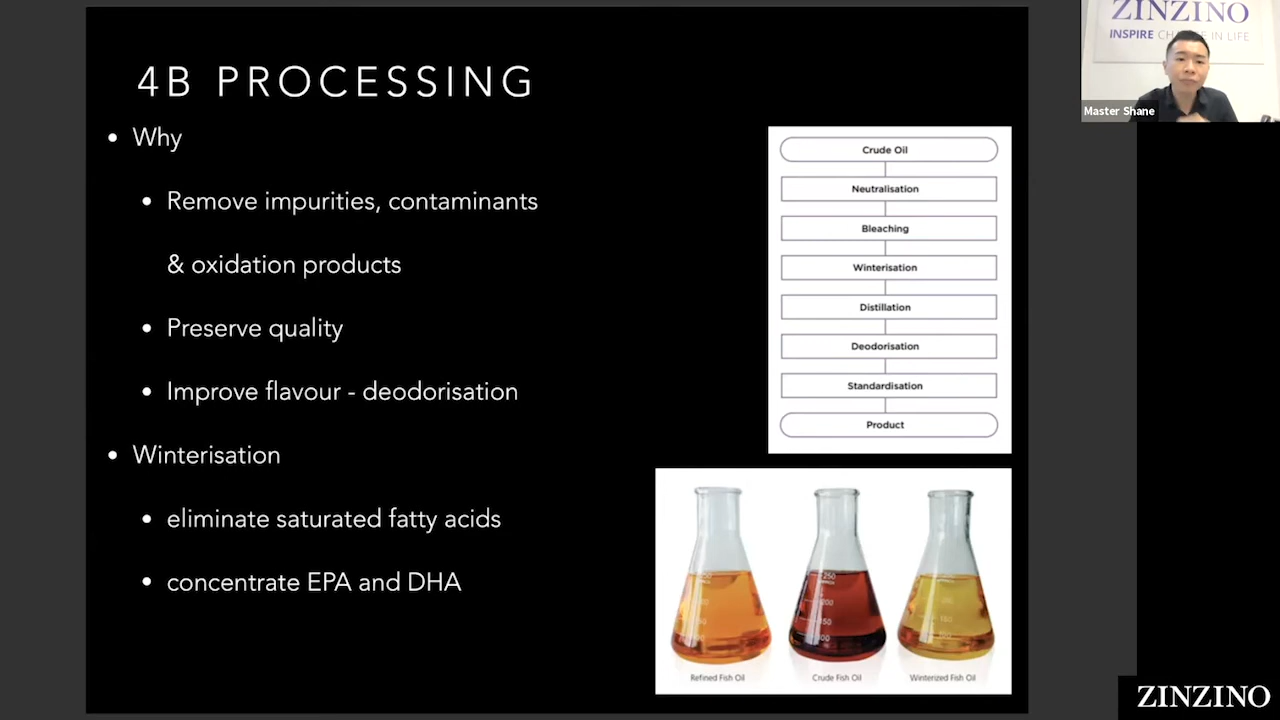 4B PROCESSING
• Why
• Remove impurities, contaminants
& oxidation products
• Preserve quality
• Improve flavour - deodorisation
• Winterisation
• eliminate saturated fatty acids
• concentrate EPA and DHA
Crude Oil
Neutralisation
Bleaching
Winterisation
Distillation
Deodorisation
Standardisation
Product
Refined Fish Oil
Crude Fish Oil
Winterized Fish Oil
ZINZINO
INSPIRE CH IN LIFE
Master Shane
ZINZINO